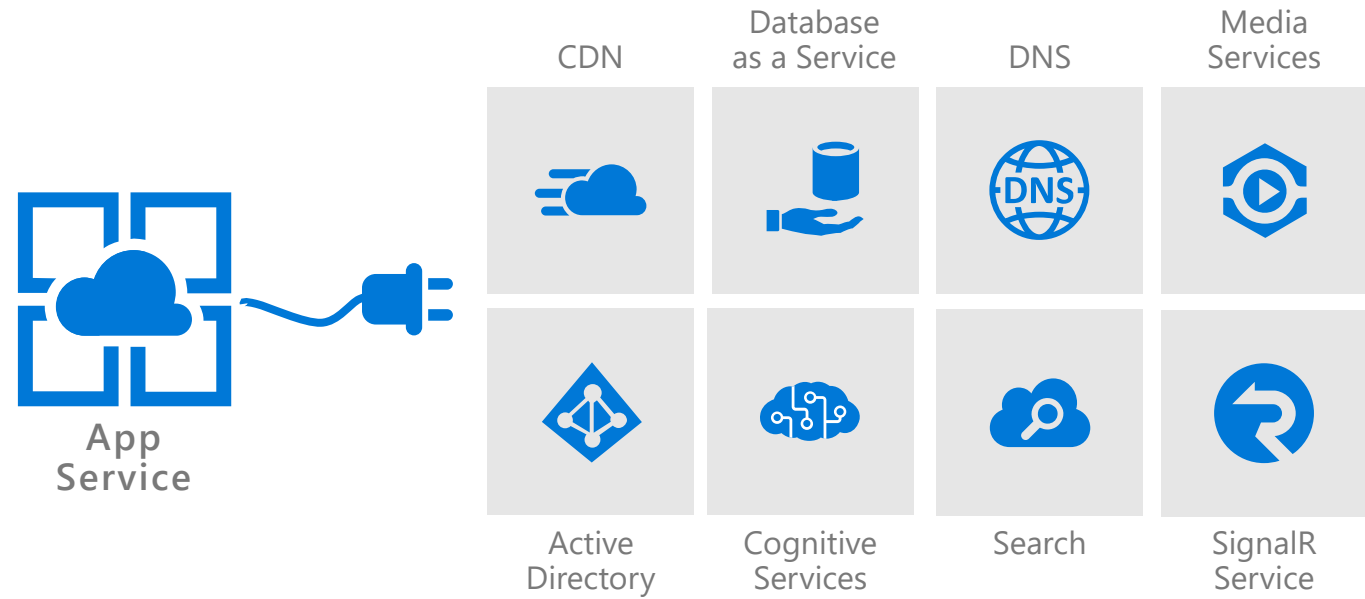 CDN
Database
as a Service
DNS
Media
Services
DNS
App
Service
Active
Directory
Cognitive
Services
Search
SignalR
Service